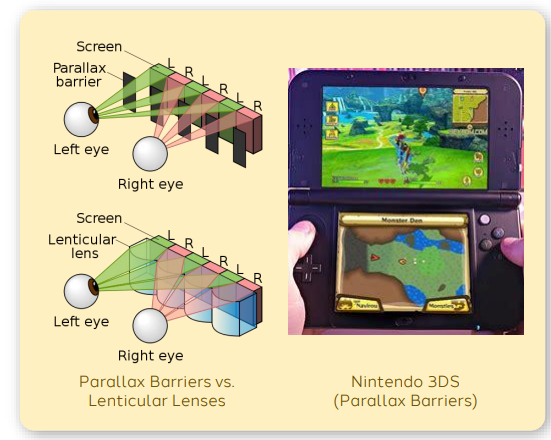 Screen
L
R
L
R
L
R
Parallax
barrier
Left eye
Right eye
Screen
L
R
L
R
L
R
Lenticular
lens
Left eye
Right eye
Parallax Barriers vs.
Lenticular Lenses
Monster Den
Nintendo 3DS
(Parallax Barriers)